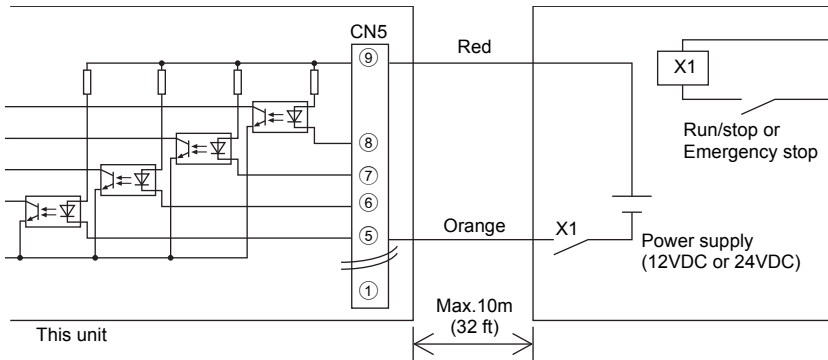 CN5
⑨
Red
X1
Run/stop or
Emergency stop
⑧
⑦
⑥
⑤
Orange
X1
Power supply
(12VDC or 24VDC)
①
Max.10m
(32 ft)
This unit